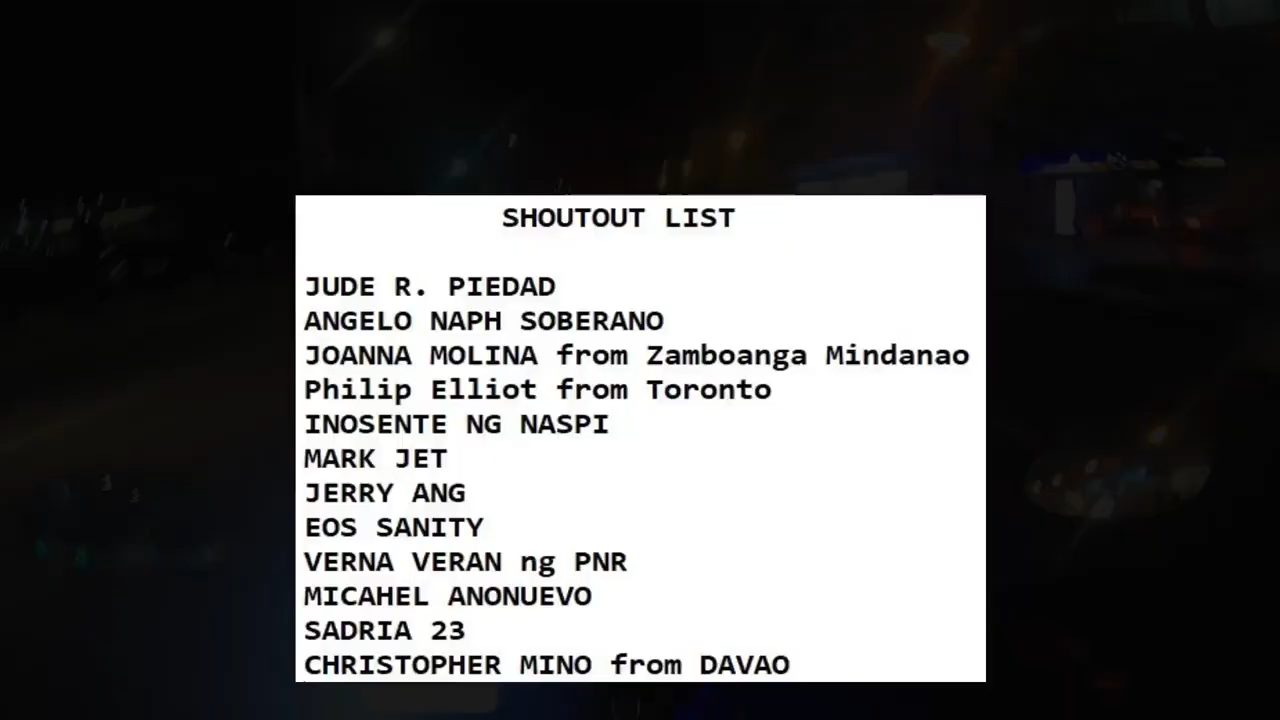 SHOUTOUT LIST
JUDE R. PIEDAD
ANGELO NAPH SOBERANO
JOANNA MOLINA from Zamboanga Mindanao
Philip Elliot from Toronto
INOSENTE NG NASPI
MARK JET
JERRY ANG
EOS SANITY
VERNA VERAN ng PNR
MICAHEL ANONUEVO
SADRIA 23
CHRISTOPHER MINO from DAVAO